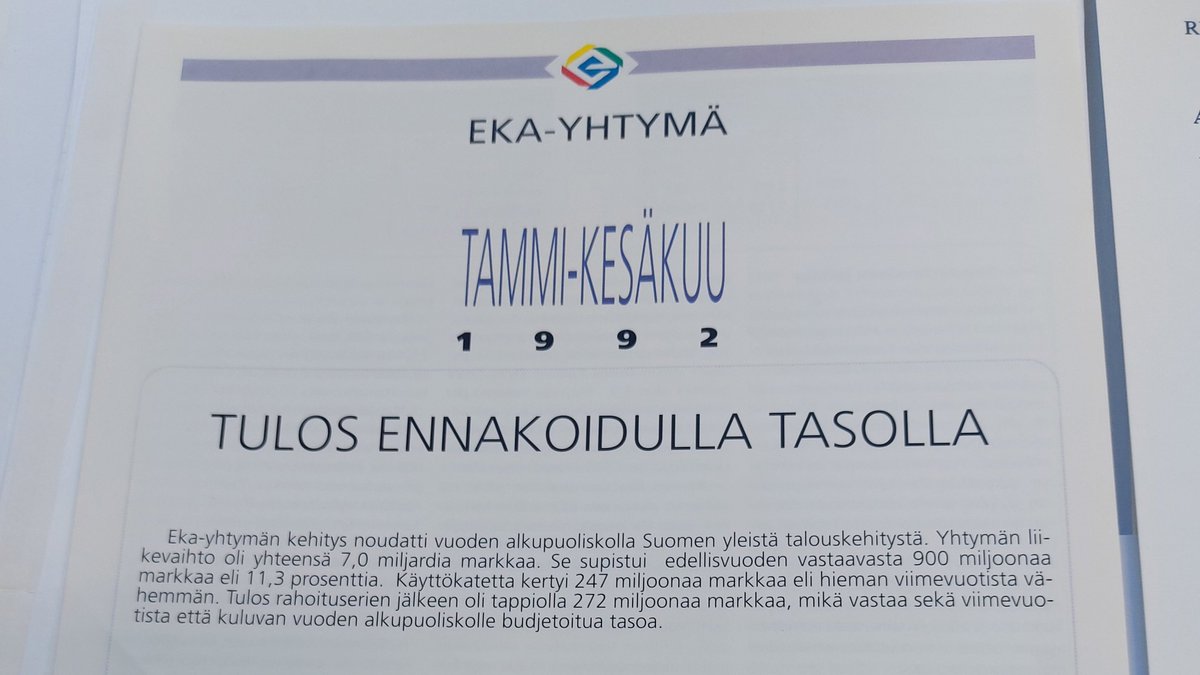 EKA-YHTYMÄ
TAMMI-KESÄKUU
1 9 9 2
TULOS ENNAKOIDULLA TASOLLA
Eka-yhtymän kehitys noudatti vuoden alkupuoliskolla Suomen yleistä talouskehitystä. Yhtymän lii-
kevaihto oli yhteensä 7,0 miljardia markkaa. Se supistui edellisvuoden vastaavasta 900 miljoonaa
markkaa eli 11,3 prosenttia. Käyttökatetta kertyi 247 miljoonaa markkaa eli hieman viimevuotista vä-
hemmän. Tulos rahoituserien jälkeen oli tappiolla 272 miljoonaa markkaa, mikä vastaa sekä viimevuo-
tista että kuluvan vuoden alkupuoliskolle budjetoitua tasoa.
R
A